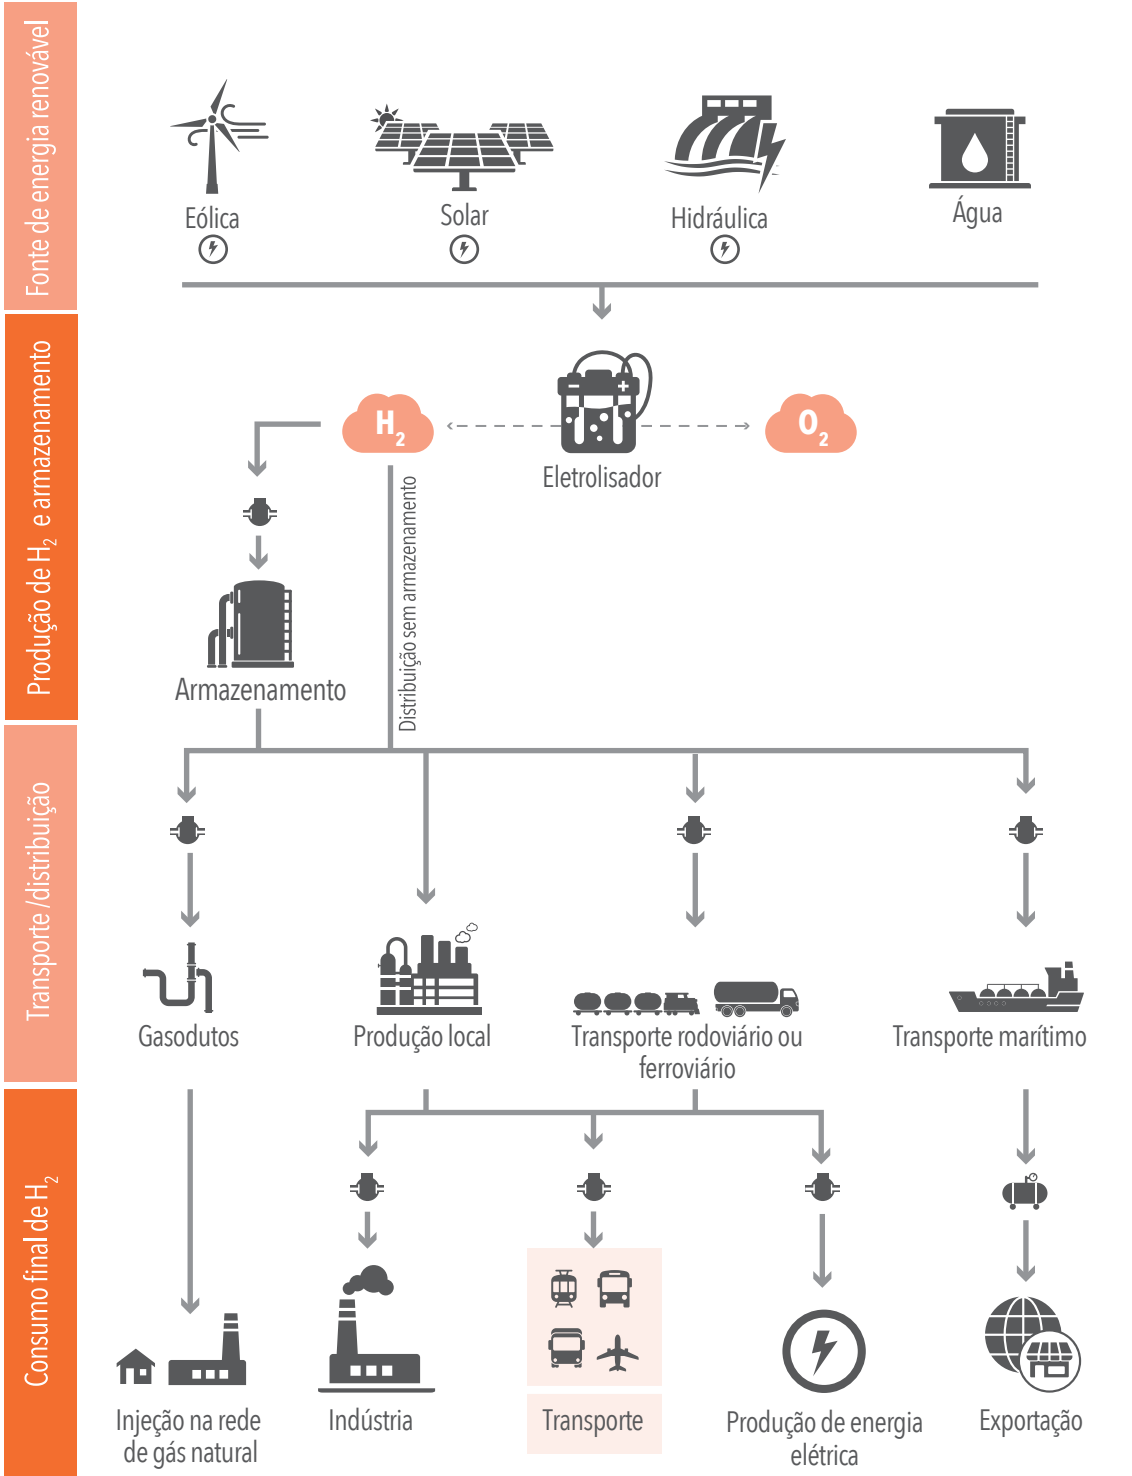 Fonte de energia renovável
Eólica
Solar
Hidráulica
Água
Produção de H2 e armazenamento
H2
O2
Eletrolisador
Distribuição sem armazenamento
Armazenamento
Transporte /distribuição
Gasodutos
Produção local
Transporte rodoviário ou
ferroviário
Transporte marítimo
Consumo final de H2
Injeção na rede
de gás natural
Indústria
Transporte
Produção de energia
elétrica
Exportação